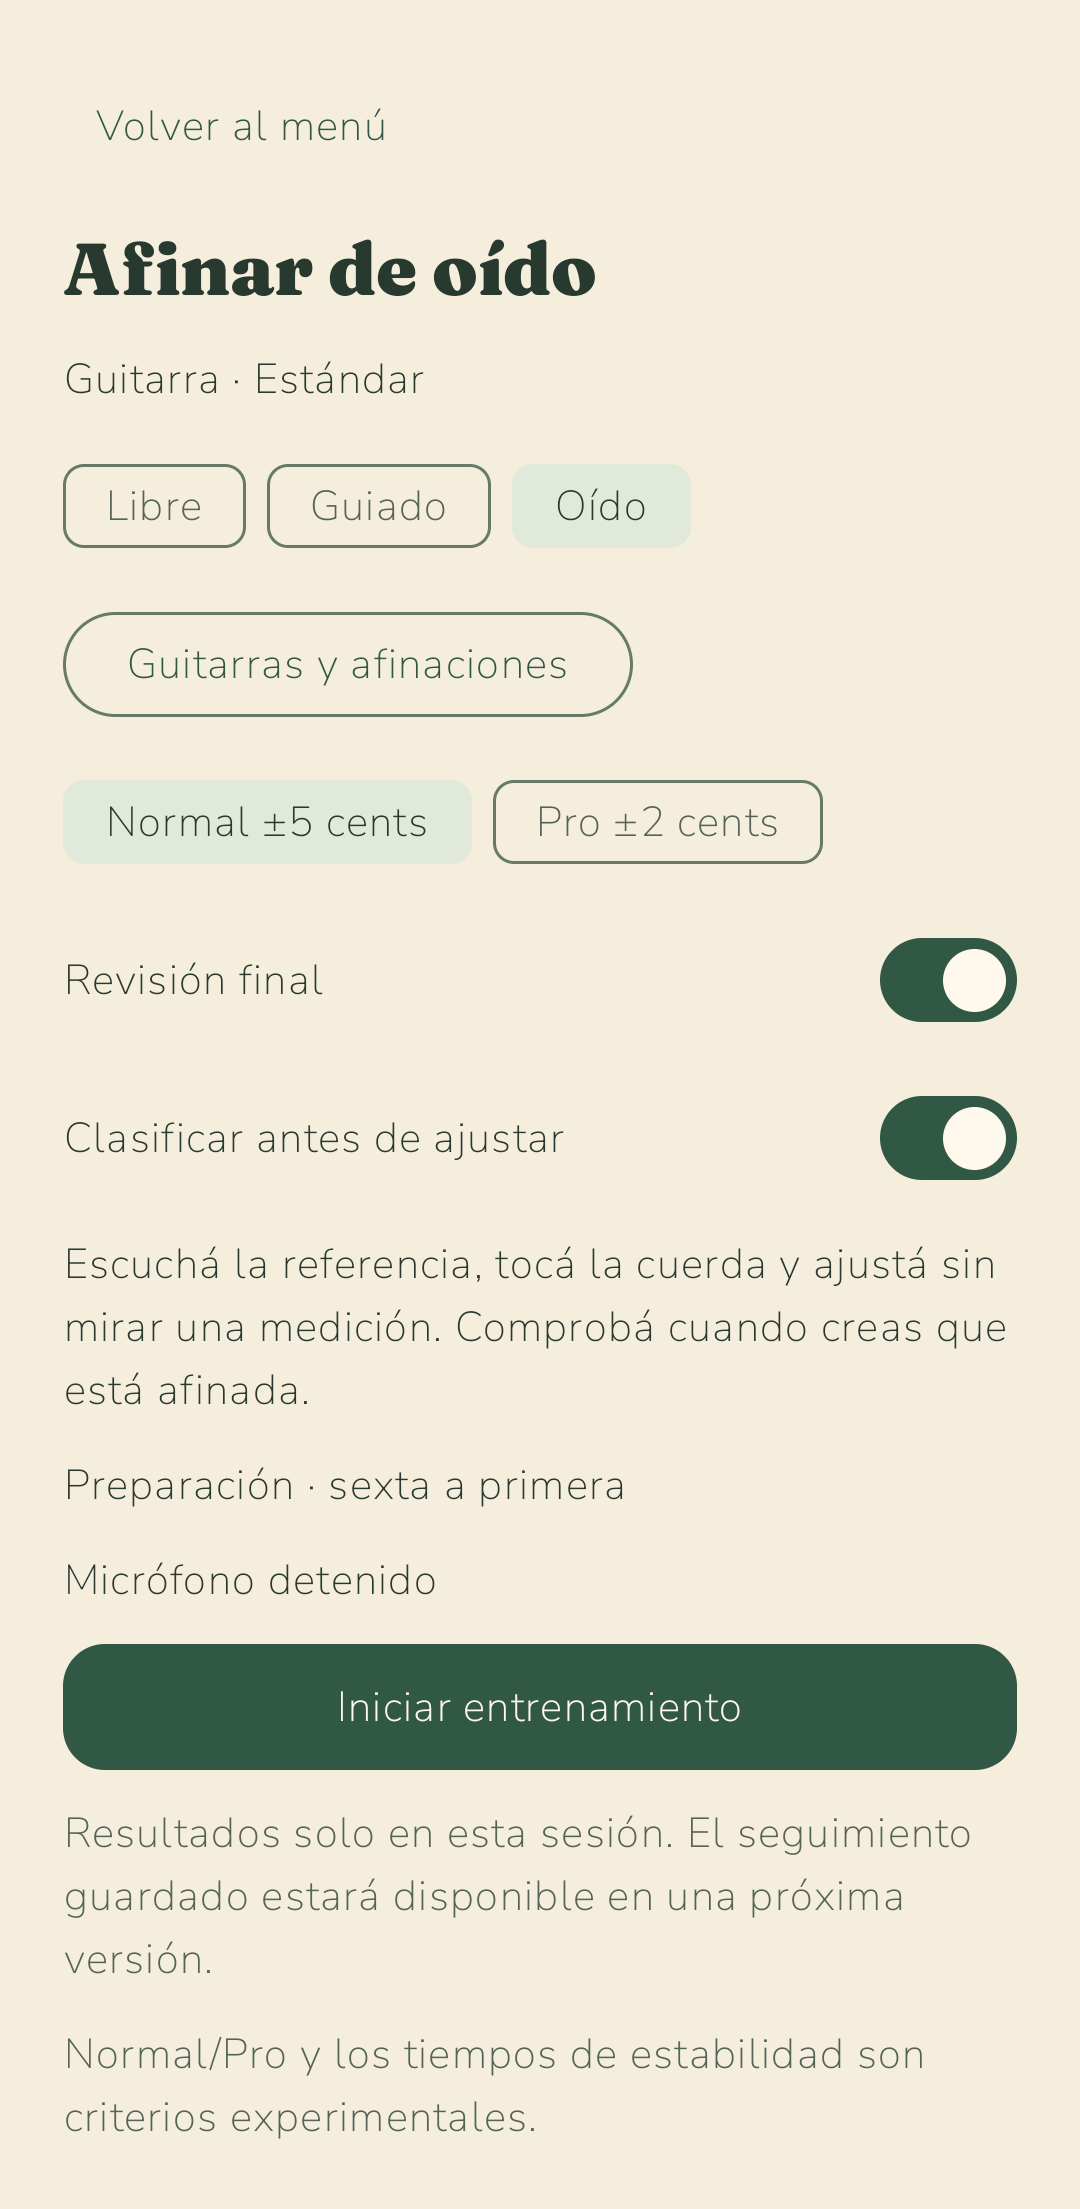 Volver al menú
Afinar de oído
Guitarra · Estándar
Libre
Guiado
Oído
Guitarras y afinaciones
Normal ±5 cents
Pro ±2 cents
Revisión final
Clasificar antes de ajustar
Escuchá la referencia, tocá la cuerda y ajustá sin
mirar una medición. Comprobá cuando creas que
está afinada.
Preparación · sexta a primera
Micrófono detenido
Iniciar entrenamiento
Resultados solo en esta sesión. El seguimiento
guardado estará disponible en una próxima
versión.
Normal/Pro y los tiempos de estabilidad son
criterios experimentales.